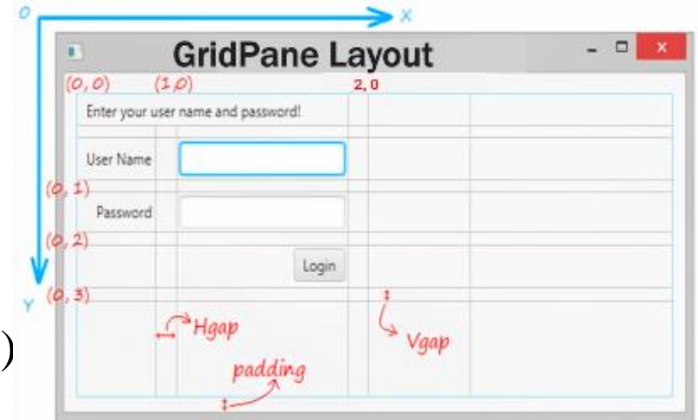 O
X
GridPane Layout
(0,0) (1,0) 2,0
Enter your user name and password!
User Name
(0,1)
Password
(0,2)
Login
Y (0,3)
)
Hgap
Vgap
padding